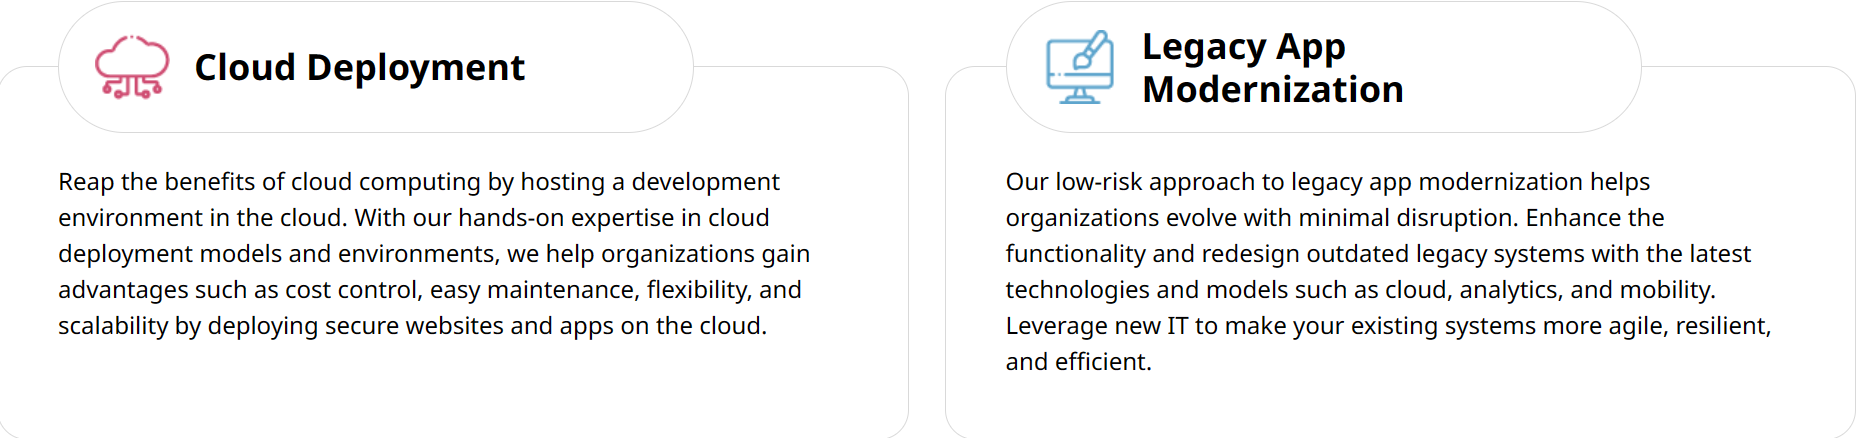 Cloud Deployment
Reap the benefits of cloud computing by hosting a development
environment in the cloud. With our hands-on expertise in cloud
deployment models and environments, we help organizations gain
advantages such as cost control, easy maintenance, flexibility, and
scalability by deploying secure websites and apps on the cloud.
Legacy App
Modernization
Our low-risk approach to legacy app modernization helps
organizations evolve with minimal disruption. Enhance the
functionality and redesign outdated legacy systems with the latest
technologies and models such as cloud, analytics, and mobility.
Leverage new IT to make your existing systems more agile, resilient,
and efficient.